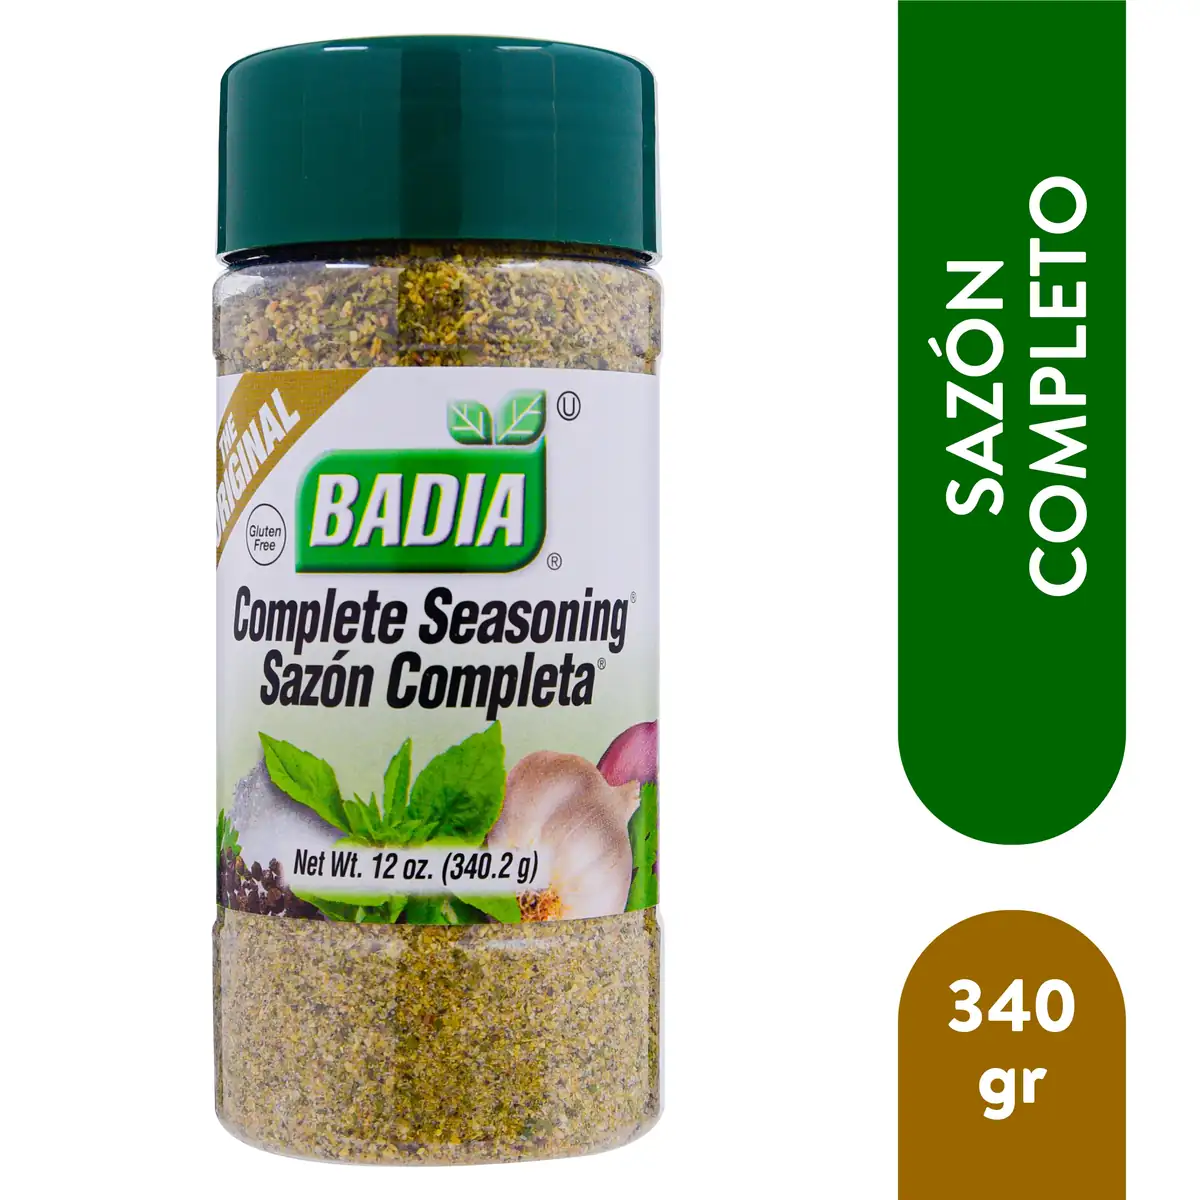 THE
ORIGINAL
U
BADIA
®
Gluten
Free
Complete Seasoning®
Sazón Completa®
Net Wt. 12 oz. (340.2 g)
SAZÓN
COMPLETO
340
gr